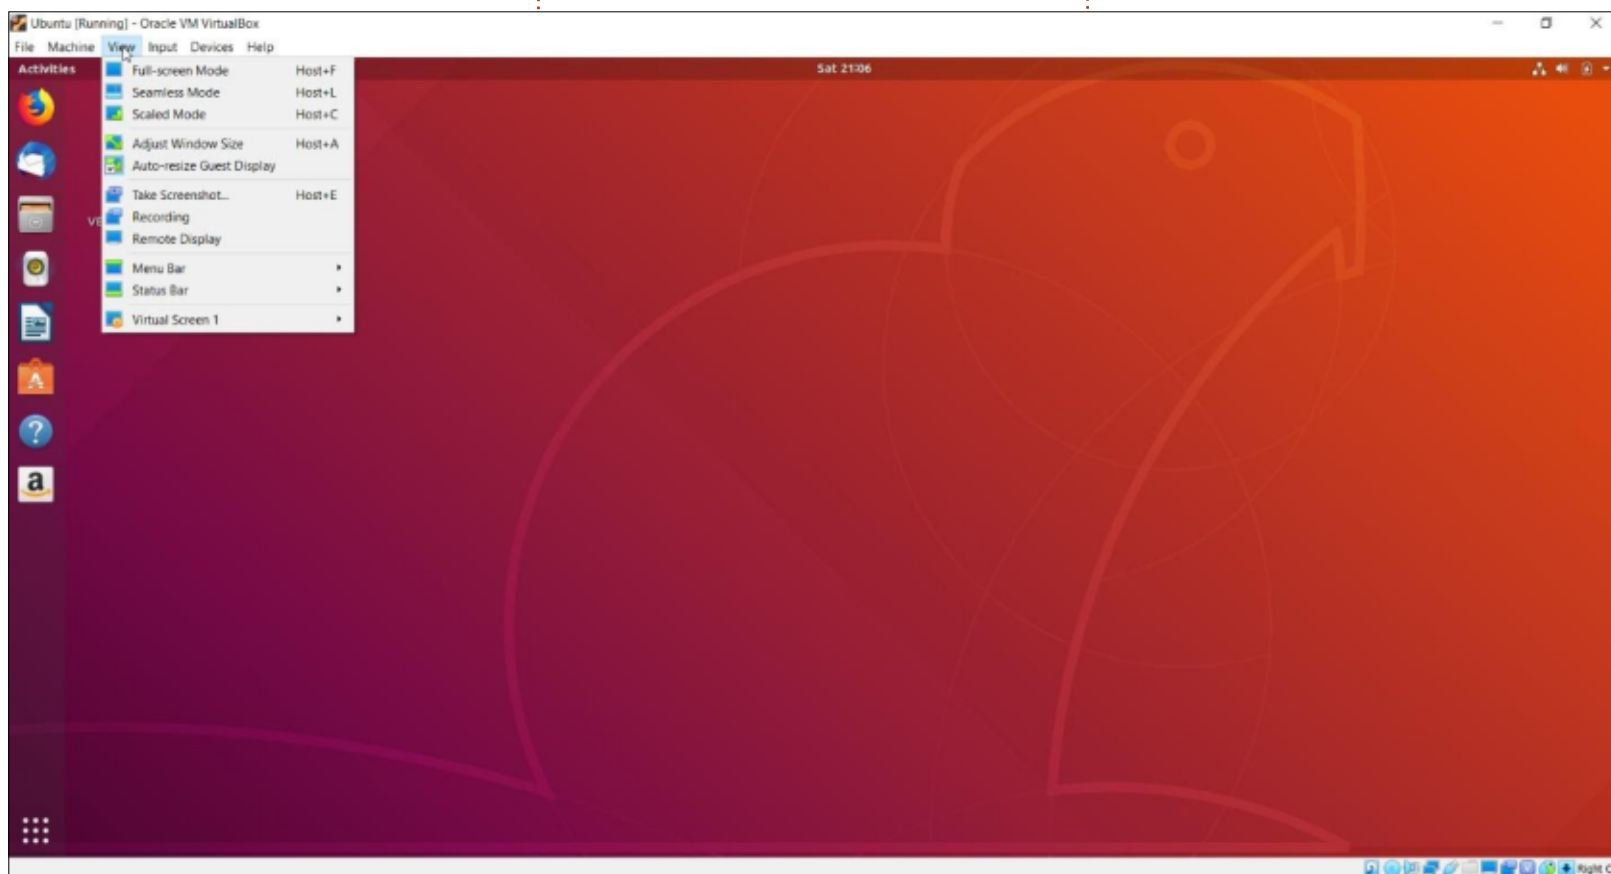 Ubuntu [Running] - Oracle VM VirtualBox
File Machine View Input Devices Help
Activities
Sat 21:06
Full-screen Mode Host+F
Seamless Mode Host+L
Scaled Mode Host+C
Adjust Window Size Host+A
Auto-resize Guest Display
Take Screenshot... Host+E
Recording
Remote Display
Menu Bar
Status Bar
Virtual Screen 1
VE
a
Right C